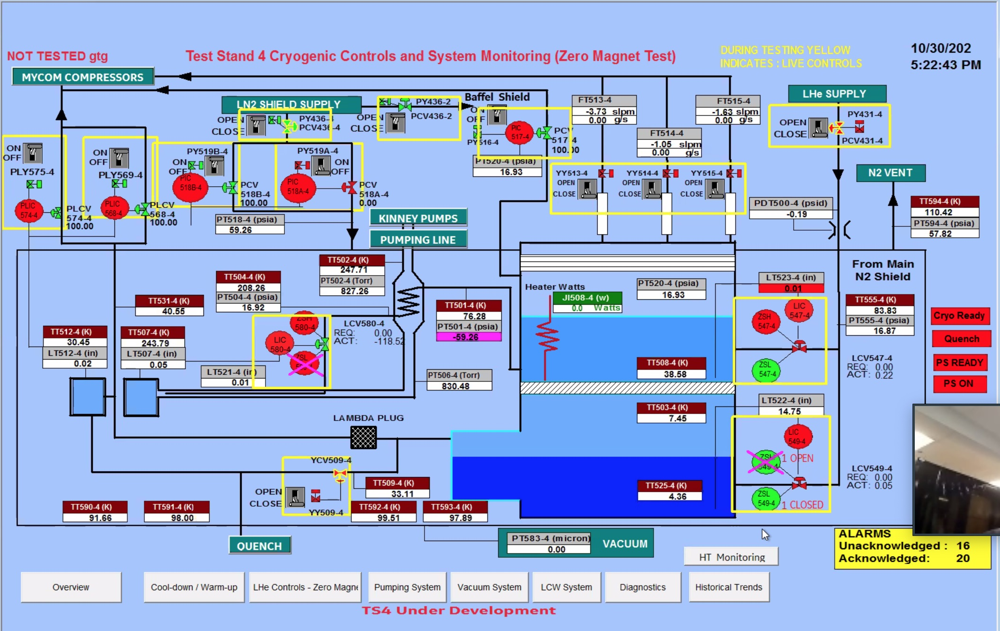 NOT TESTED gtg
Test Stand 4 Cryogenic Controls and System Monitoring (Zero Magnet Test)
DURING TESTING YELLOW
INDICATES : LIVE CONTROLS
10/30/202
5:22:43 PM
MYCOM COMPRESSORS
LN2 SHIELD SUPPLY
OPEN
CLOSE
PY436-4
PCV436-4
OPEN
CLOSE
PY436-2
PCV436-2
Baffel Shield
ON
OFF
PY516-4
PIC
517-4
PCV
517-4
100.00
PT520-4 (psia)
16.93
FT513-4
-3.73 slpm
0.00 g/s
FT514-4
-1.05 slpm
0.00 g/s
FT515-4
-1.63 slpm
0.00 g/s
LHe SUPPLY
OPEN
CLOSE
PY431-4
PCV431-4
ON
OFF
PLY575-4
PLIC
574-4
PLCV
574-4
100.00
ON
OFF
PLY569-4
PLIC
568-4
PLCV
568-4
100.00
PY519B-4
ON
OFF
PIC
518B-4
PCV
518B-4
100.00
PY519A-4
ON
OFF
PIC
518A-4
PCV
518A-4
0.00
PT518-4 (psia)
59.26
YY513-4
OPEN
CLOSE
YY514-4
OPEN
CLOSE
YY515-4
OPEN
CLOSE
N2 VENT
PDT500-4 (psid)
-0.19
TT594-4 (K)
110.42
PT594-4 (psia)
57.82
KINNEY PUMPS
PUMPING LINE
TT502-4 (K)
247.71
PT502-4 (Torr)
827.26
TT504-4 (K)
208.26
PT504-4 (psia)
16.92
TT531-4 (K)
40.55
TT512-4 (K)
30.45
LT512-4 (in)
0.02
TT507-4 (K)
243.79
LT507-4 (in)
0.05
LT521-4 (in)
0.01
ZSH
580-4
LIC
580-4
ZSL
LCV580-4
REQ: 0.00
ACT: -118.52
TT501-4 (K)
76.28
PT501-4 (psia)
-59.26
PT506-4 (Torr)
830.48
Heater Watts
JI508-4 (w)
0.0 Watts
PT520-4 (psia)
16.93
TT508-4 (K)
38.58
TT503-4 (K)
7.45
TT525-4 (K)
4.36
From Main
N2 Shield
LT523-4 (in)
0.01
LIC
547-4
ZSH
547-4
ZSL
547-4
TT555-4 (K)
83.83
PT555-4 (psia)
16.87
LCV547-4
REQ: 0.00
ACT: 0.22
Cryo Ready
Quench
PS READY
PS ON
LT522-4 (in)
14.75
LIC
549-4
ZSH
549-4
1 OPEN
ZSL
549-4
1 CLOSED
LCV549-4
REQ: 0.00
ACT: 0.05
LAMBDA PLUG
YCV509-4
OPEN
CLOSE
YY509-4
TT509-4 (K)
33.11
TT590-4 (K)
91.66
TT591-4 (K)
98.00
TT592-4 (K)
99.51
TT593-4 (K)
97.89
QUENCH
PT583-4 (micron)
0.00
VACUUM
HT Monitoring
ALARMS
Unacknowledged : 16
Acknowledged: 20
Overview
Cool-down / Warm-up
LHe Controls - Zero Magne
Pumping System
Vacuum System
LCW System
Diagnostics
Historical Trends
TS4 Under Development